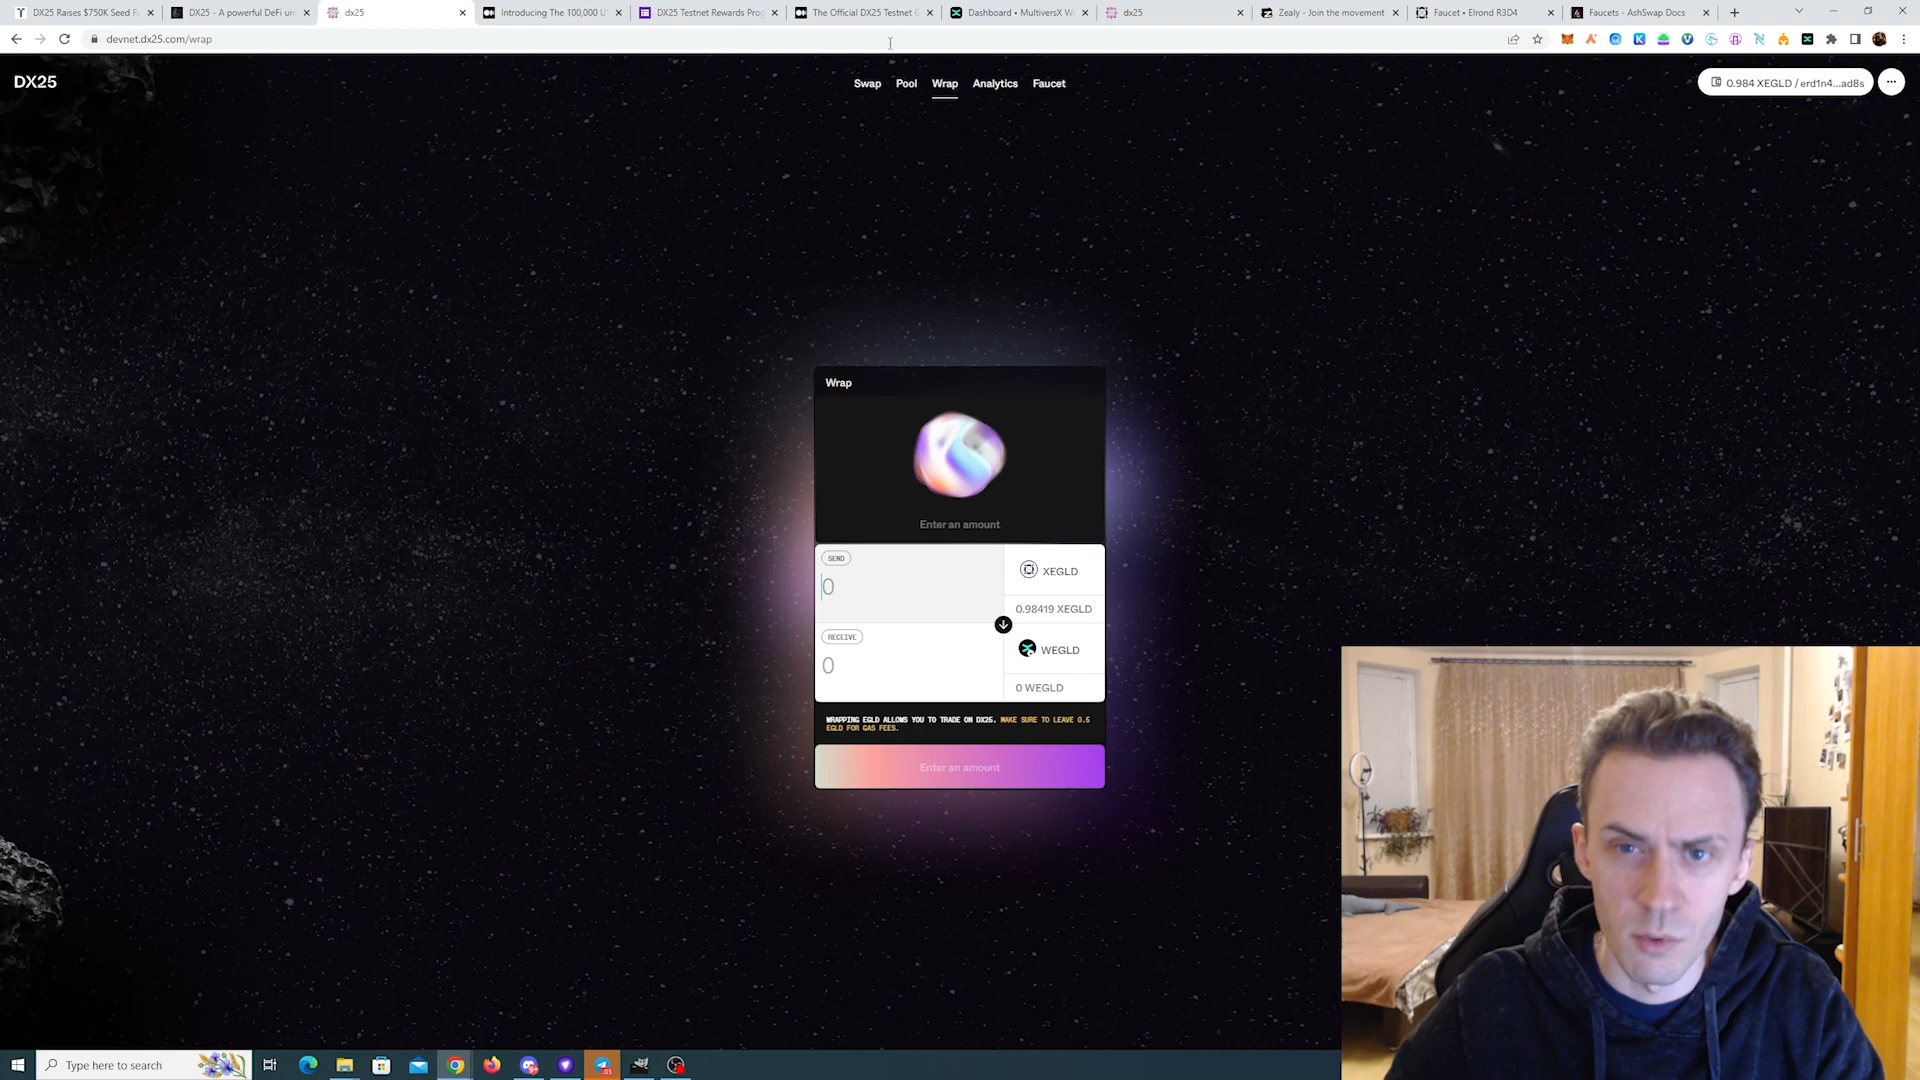 DX25 Raises $750K Seed Fu
DX25 - A powerful DeFi uni
dx25
Introducing The 100,000 U
DX25 Testnet Rewards Prog
The Official DX25 Testnet G
Dashboard • MultiversX W
dx25
Zealy - Join the movement
Faucet • Elrond R3D4
Faucets - AshSwap Docs
devnet.dx25.com/wrap
DX25
Swap
Pool
Wrap
Analytics
Faucet
0.984 XEGLD / erd1n4...ad8s
Wrap
Enter an amount
SEND
0
XEGLD
0.98419 XEGLD
RECEIVE
0
WEGLD
0 WEGLD
WRAPPING EGLD ALLOWS YOU TO TRADE ON DX25. MAKE SURE TO LEAVE 0.5
EGLD FOR GAS FEES.
Enter an amount
Type here to search